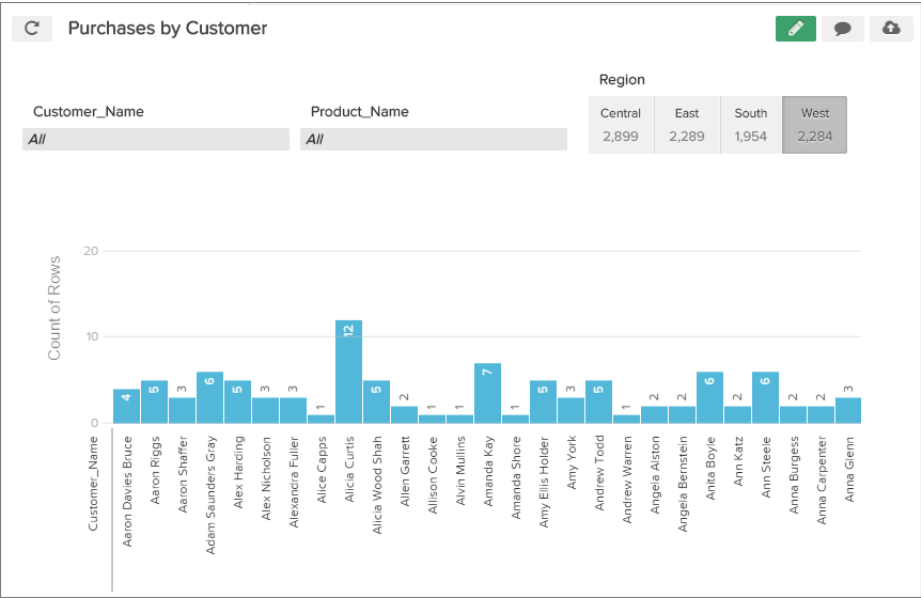 Purchases by Customer
Region
Customer_Name
Product_Name
Central
East
South
West
All
All
2,899
2,289
1,954
2,284
Count of Rows
20
10
0
4
5
3
6
5
3
3
1
12
5
2
1
1
7
1
5
3
5
1
2
2
6
2
6
2
2
3
Customer_Name
Aaron Davies Bruce
Aaron Riggs
Aaron Shaffer
Adam Saunders Gray
Alex Harding
Alex Nicholson
Alexandra Fuller
Alice Capps
Alicia Curtis
Alicia Wood Shah
Allen Garrett
Allison Cooke
Alvin Mullins
Amanda Kay
Amanda Shore
Amy Ellis Holder
Amy York
Andrew Todd
Andrew Warren
Angela Alston
Angela Bernstein
Anita Boyle
Ann Katz
Ann Steele
Anna Burgess
Anna Carpenter
Anna Glenn